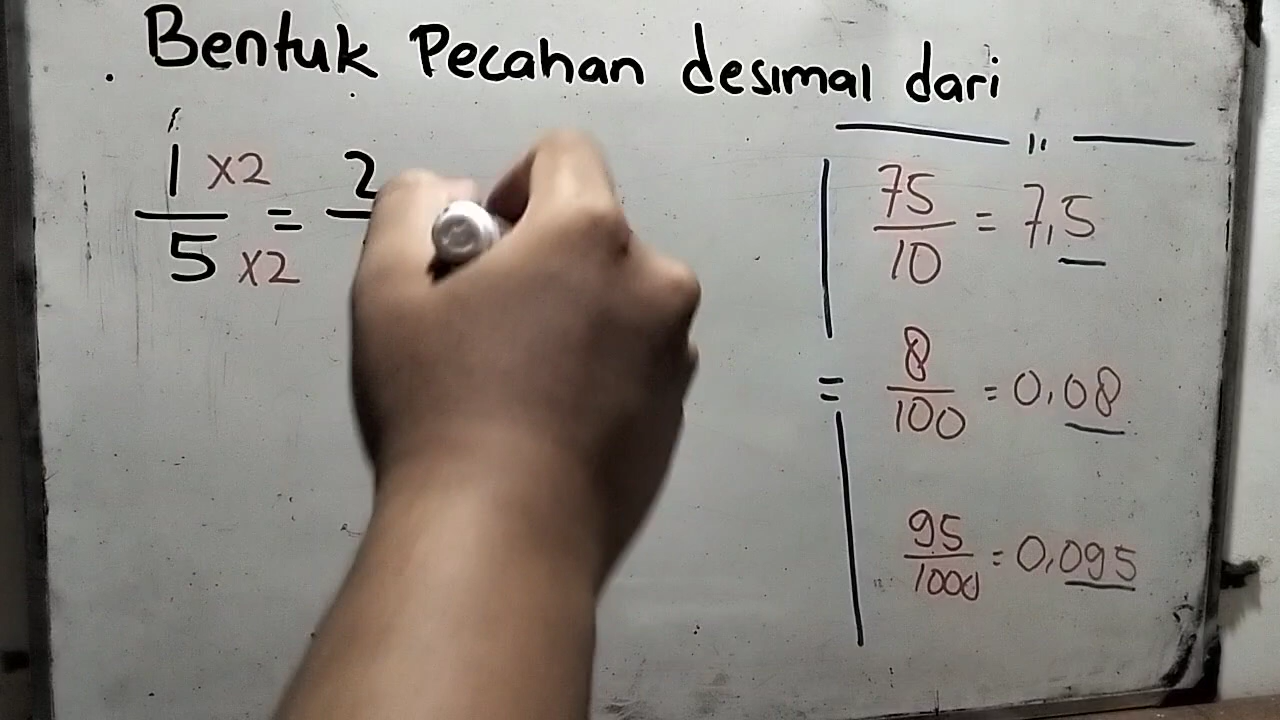 Bentuk Pecahan desimal dari
1 x2 = 2
5 x2
75
10 = 7,5
8
100 = 0,08
95
1000 = 0,095